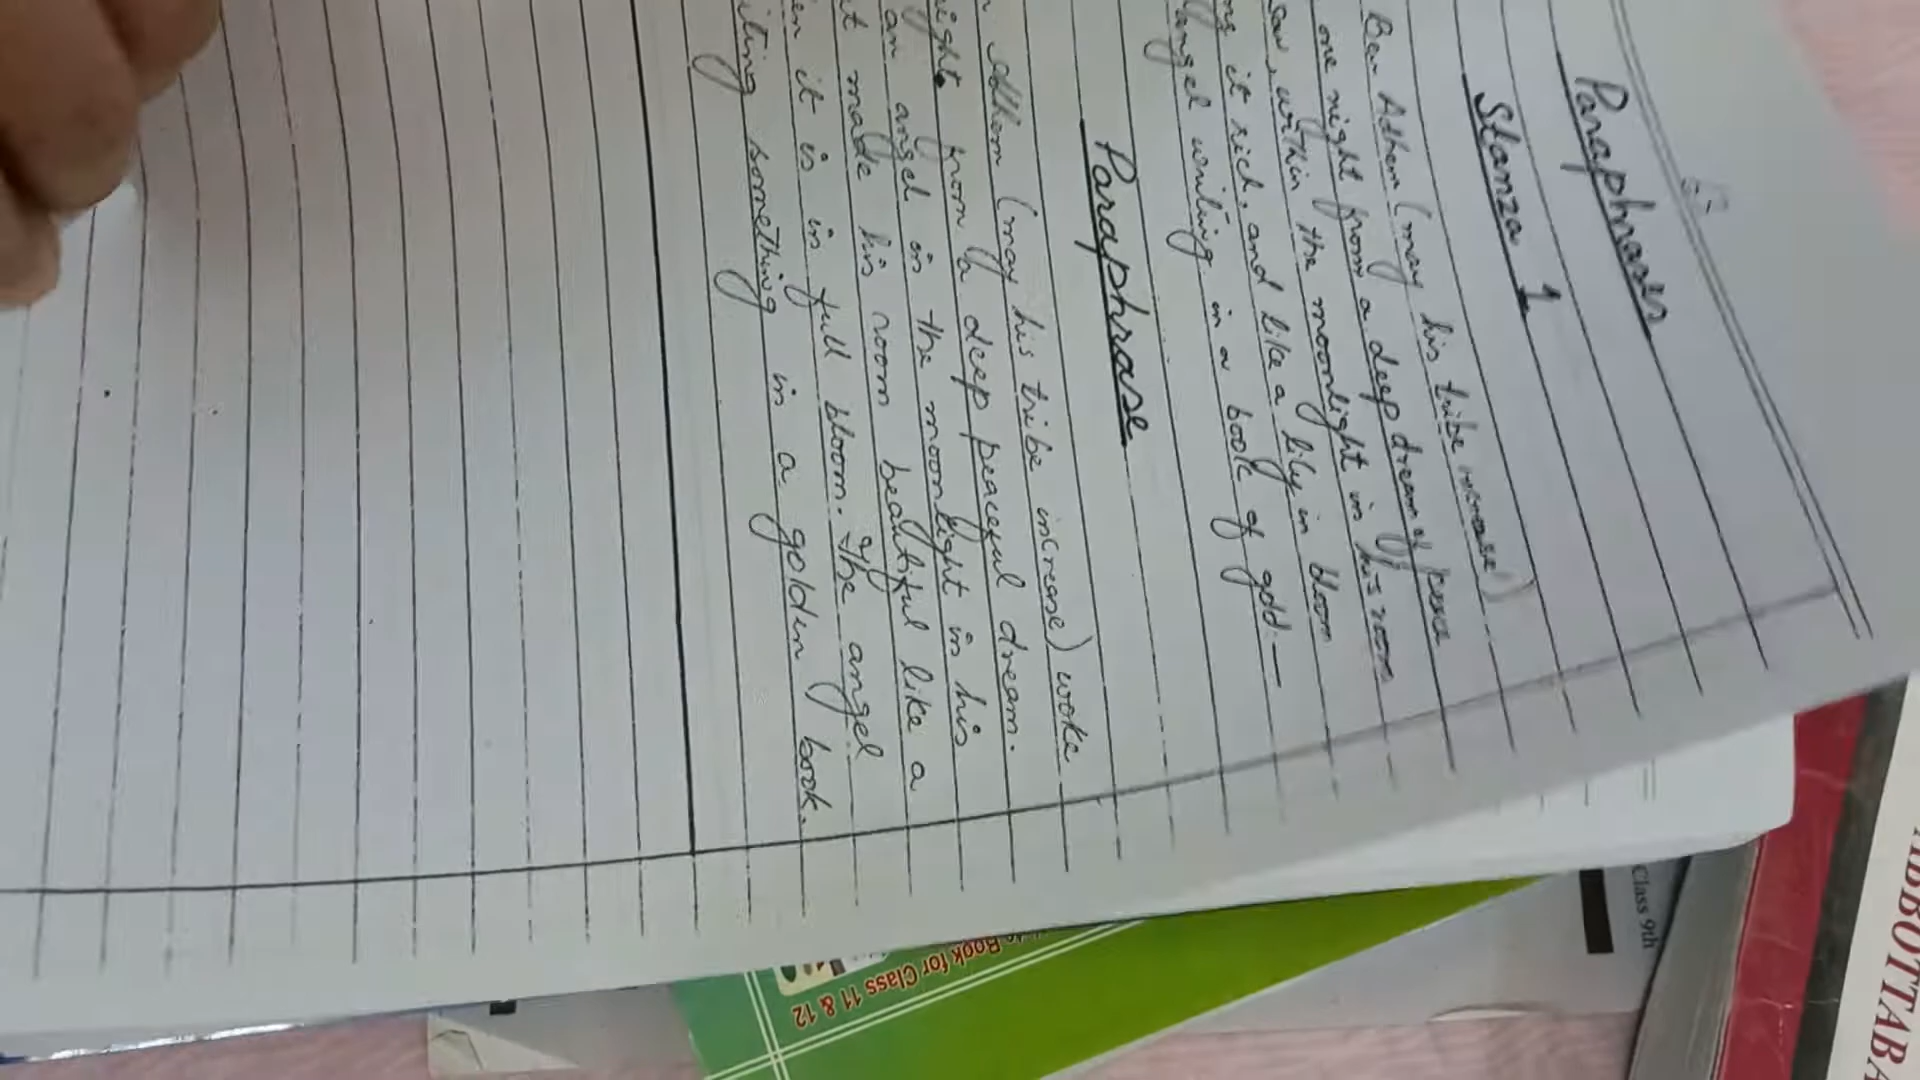 Paraphrases
Stanza 1
Ben Adhem (may his tribe increase)
one night from a deep dream of peace
saw, within the moonlight in his room
it rich, and like a lily in bloom
angel writing in a book of gold—
Paraphrase
Adhem (may his tribe increase) woke
from a deep peaceful dream.
an angel in the moonlight in his
made his room beautiful like a
it is in full bloom. The angel
something in a golden book.
Book for Class 11 & 12
Class 9th